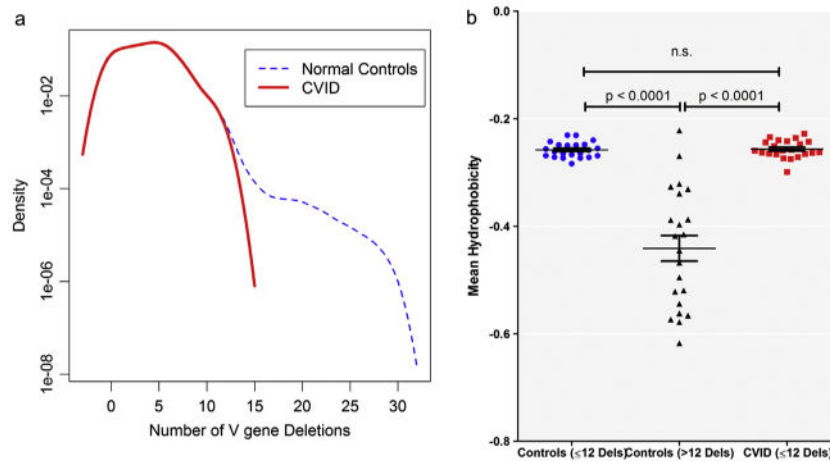 a
Normal Controls
CVID
1e-02
1e-04
1e-06
1e-08
Density
0 5 10 15 20 25 30
Number of V gene Deletions
b
-0.0
-0.2
-0.4
-0.6
-0.8
Mean Hydrophobicity
n.s.
p < 0.0001 p < 0.0001
Controls (≤12 Dels) Controls (>12 Dels) CVID (≤12 Dels)